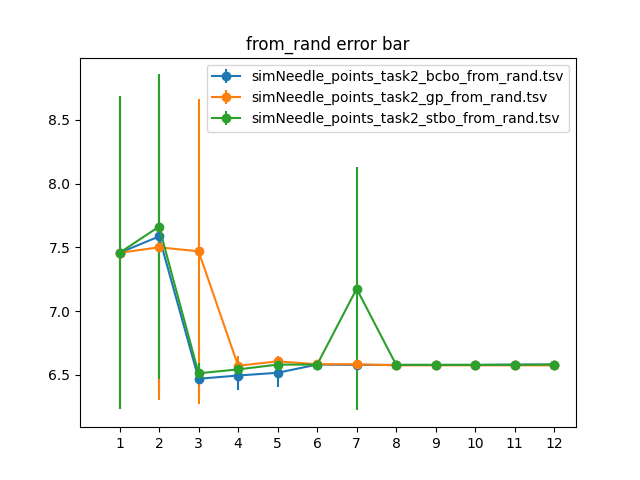 from_rand error bar
simNeedle_points_task2_bcbo_from_rand.tsv
simNeedle_points_task2_gp_from_rand.tsv
simNeedle_points_task2_stbo_from_rand.tsv
8.5
8.0
7.5
7.0
6.5
1 2 3 4 5 6 7 8 9 10 11 12